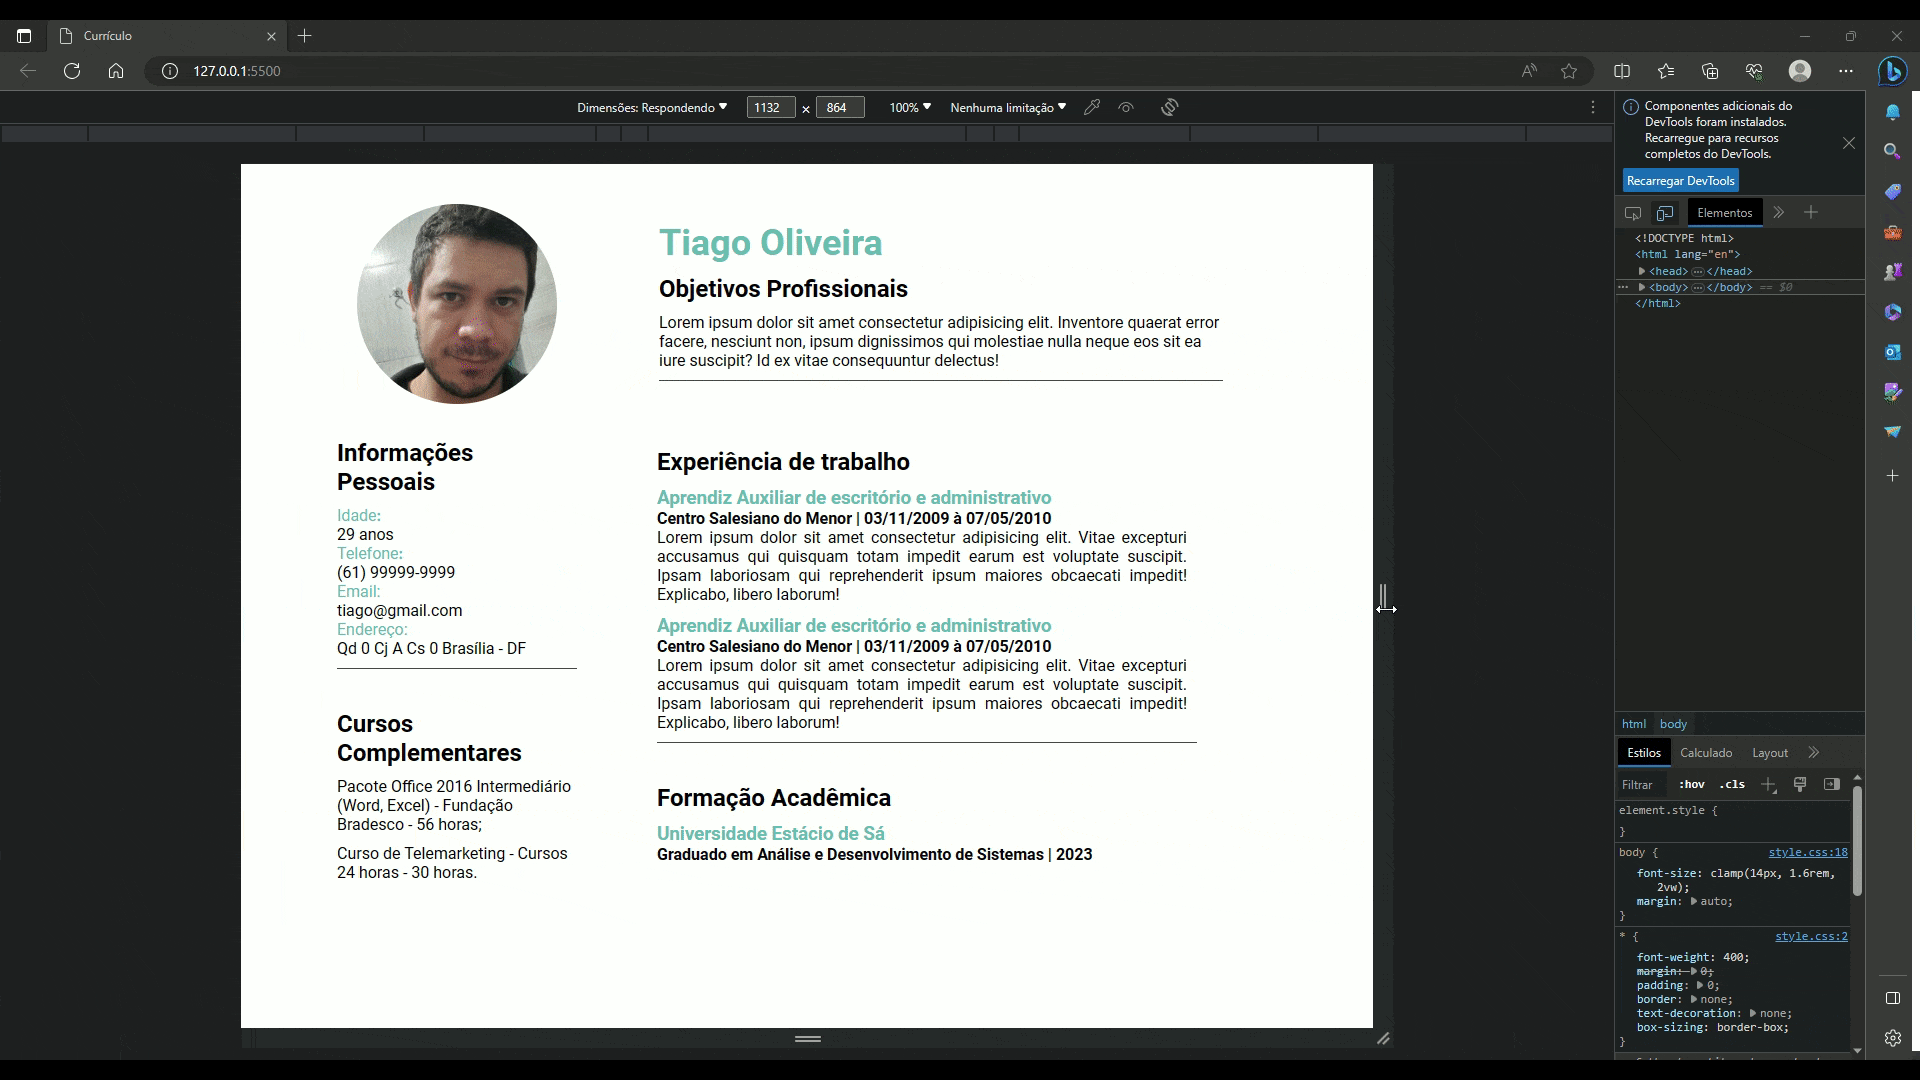 Currículo
127.0.0.1:5500
Dimensões: Respondendo
1132 x 864
100%
Nenhuma limitação
Tiago Oliveira
Objetivos Profissionais
Lorem ipsum dolor sit amet consectetur adipisicing elit. Inventore quaerat error
facere, nesciunt non, ipsum dignissimos qui molestiae nulla neque eos sit ea
iure suscipit? Id ex vitae consequuntur delectus!
Informações
Pessoais
Idade:
29 anos
Telefone:
(61) 99999-9999
Email:
tiago@gmail.com
Endereço:
Qd 0 Cj A Cs 0 Brasília - DF
Cursos
Complementares
Pacote Office 2016 Intermediário
(Word, Excel) - Fundação
Bradesco - 56 horas;
Curso de Telemarketing - Cursos
24 horas - 30 horas.
Experiência de trabalho
Aprendiz Auxiliar de escritório e administrativo
Centro Salesiano do Menor | 03/11/2009 à 07/05/2010
Lorem ipsum dolor sit amet consectetur adipisicing elit. Vitae excepturi
accusamus qui quisquam totam impedit earum est voluptate suscipit.
Ipsam laboriosam qui reprehenderit ipsum maiores obcaecati impedit!
Explicabo, libero laborum!
Aprendiz Auxiliar de escritório e administrativo
Centro Salesiano do Menor | 03/11/2009 à 07/05/2010
Lorem ipsum dolor sit amet consectetur adipisicing elit. Vitae excepturi
accusamus qui quisquam totam impedit earum est voluptate suscipit.
Ipsam laboriosam qui reprehenderit ipsum maiores obcaecati impedit!
Explicabo, libero laborum!
Formação Acadêmica
Universidade Estácio de Sá
Graduado em Análise e Desenvolvimento de Sistemas | 2023
Componentes adicionais do
DevTools foram instalados.
Recarregue para recursos
completos do DevTools.
Recarregar DevTools
Elementos
<!DOCTYPE html>
<html lang="en">
<head> ⋯ </head>
<body> ⋯ </body> == $0
</html>
html body
Estilos Calculado Layout
Filtrar :hov .cls
element.style {
}
body { style.css:18
font-size: clamp(14px, 1.6rem,
2vw);
margin: auto;
}
* { style.css:2
font-weight: 400;
margin: 0;
padding: 0;
border: none;
text-decoration: none;
box-sizing: border-box;
}